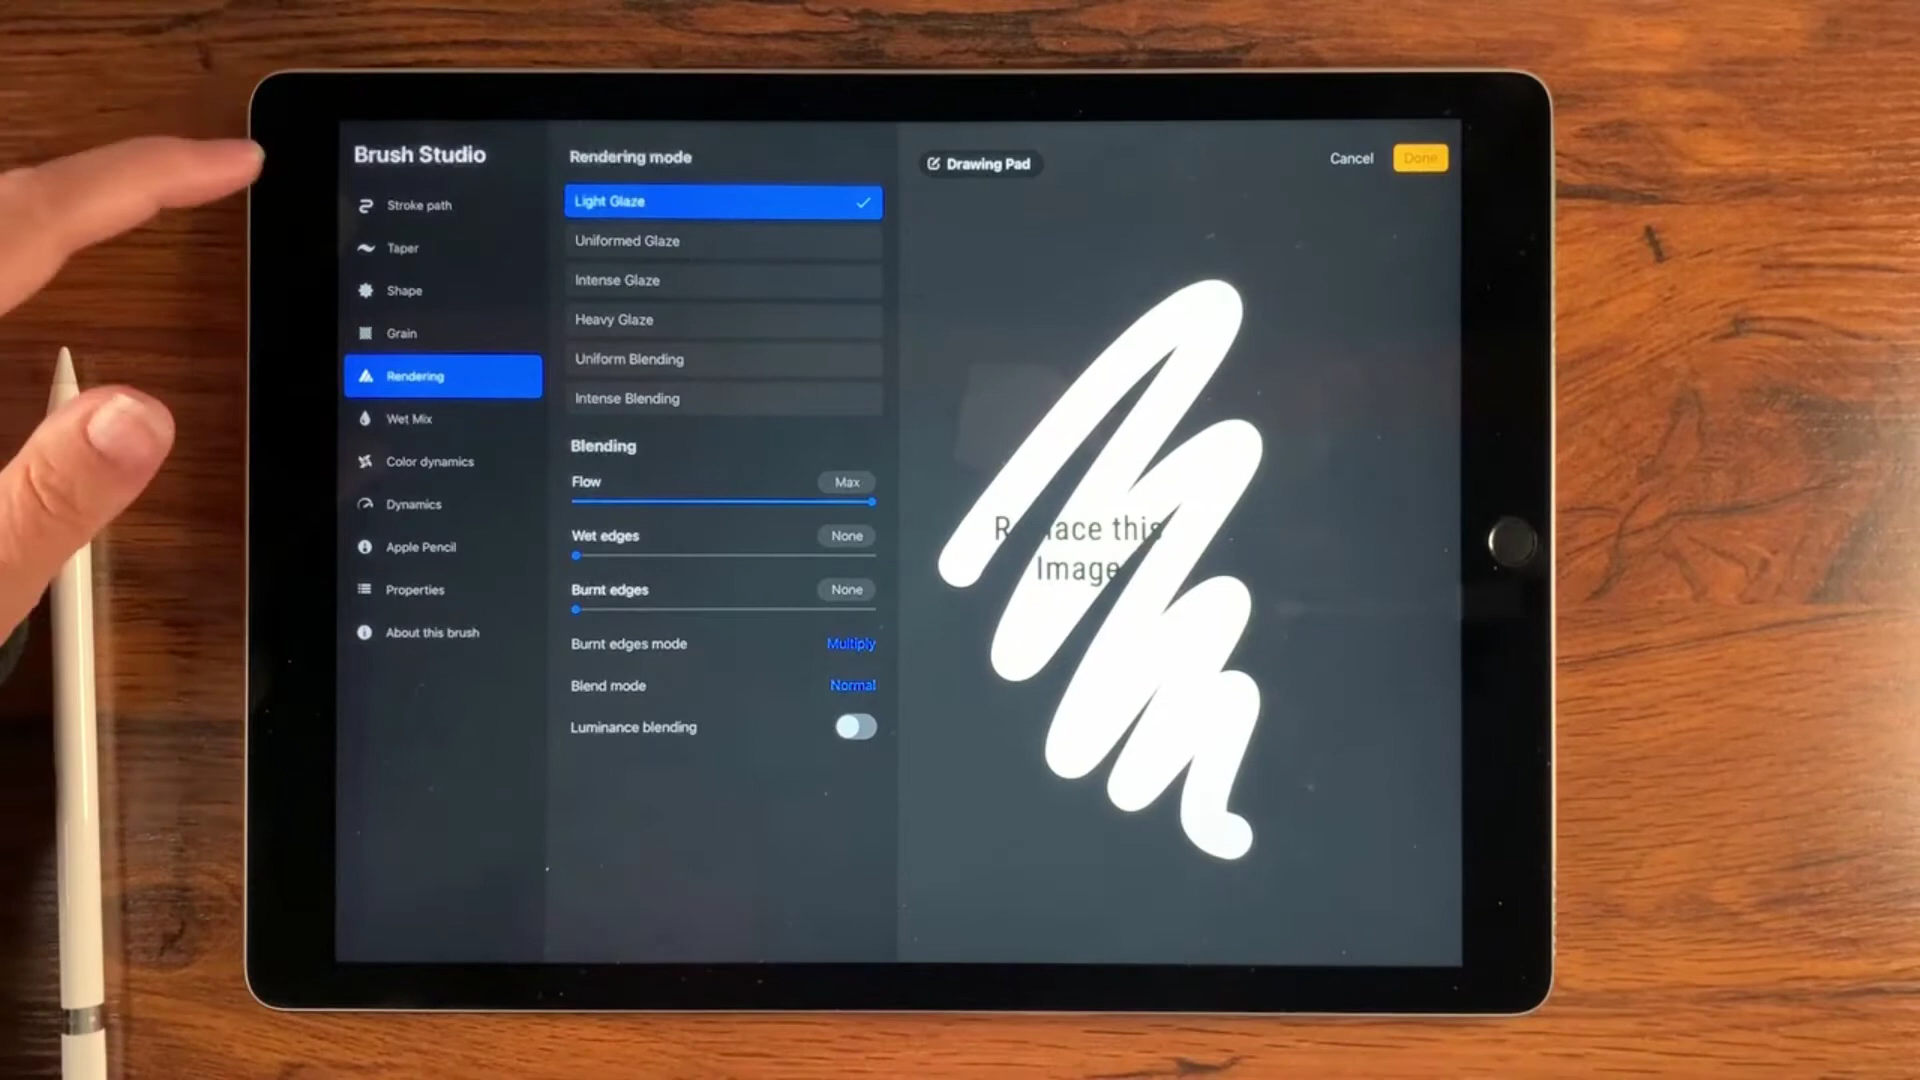 Brush Studio
Stroke path
Taper
Shape
Grain
Rendering
Wet Mix
Color dynamics
Dynamics
Apple Pencil
Properties
About this brush
Rendering mode
Light Glaze
Uniformed Glaze
Intense Glaze
Heavy Glaze
Uniform Blending
Intense Blending
Blending
Flow Max
Wet edges None
Burnt edges None
Burnt edges mode Multiply
Blend mode Normal
Luminance blending
Drawing Pad
Cancel Done
this
Image